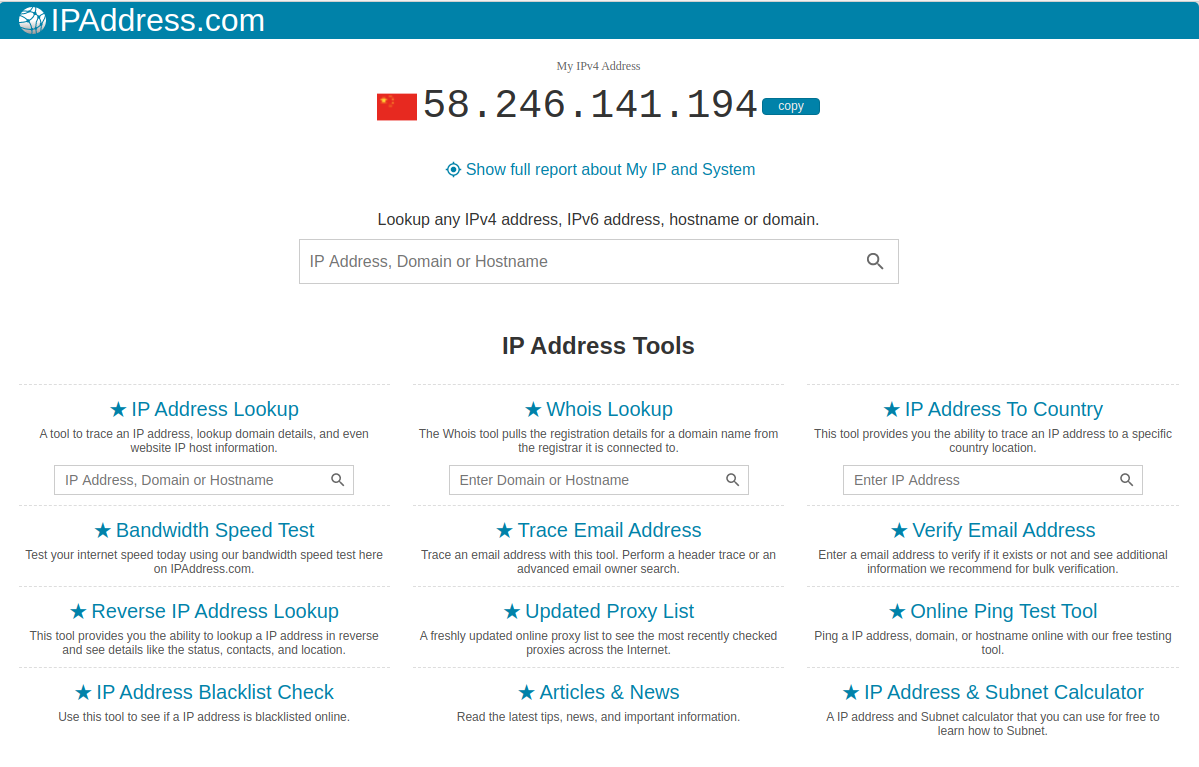 IPAddress.com
My IPv4 Address
58.246.141.194 copy
Show full report about My IP and System
Lookup any IPv4 address, IPv6 address, hostname or domain.
IP Address, Domain or Hostname
IP Address Tools
IP Address Lookup
A tool to trace an IP address, lookup domain details, and even
website IP host information.
IP Address, Domain or Hostname
Whois Lookup
The Whois tool pulls the registration details for a domain name from
the registrar it is connected to.
Enter Domain or Hostname
IP Address To Country
This tool provides you the ability to trace an IP address to a specific
country location.
Enter IP Address
Bandwidth Speed Test
Test your internet speed today using our bandwidth speed test here
on IPAddress.com.
Trace Email Address
Trace an email address with this tool. Perform a header trace or an
advanced email owner search.
Verify Email Address
Enter a email address to verify if it exists or not and see additional
information we recommend for bulk verification.
Reverse IP Address Lookup
This tool provides you the ability to lookup a IP address in reverse
and see details like the status, contacts, and location.
Updated Proxy List
A freshly updated online proxy list to see the most recently checked
proxies across the Internet.
Online Ping Test Tool
Ping a IP address, domain, or hostname online with our free testing
tool.
IP Address Blacklist Check
Use this tool to see if a IP address is blacklisted online.
Articles & News
Read the latest tips, news, and important information.
IP Address & Subnet Calculator
A IP address and Subnet calculator that you can use for free to
learn how to Subnet.